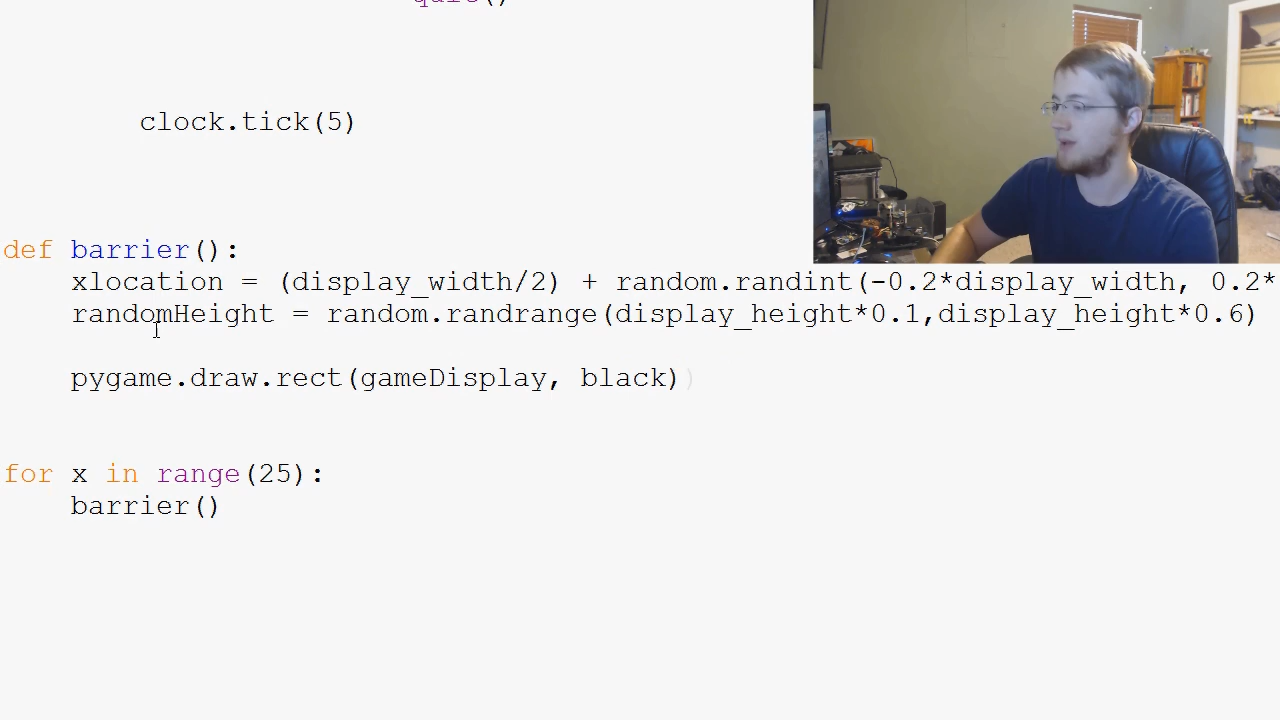 quit()
clock.tick(5)
def barrier():
xlocation = (display_width/2) + random.randint(-0.2*display_width, 0.2*
randomHeight = random.randrange(display_height*0.1,display_height*0.6)
pygame.draw.rect(gameDisplay, black))
for x in range(25):
barrier()